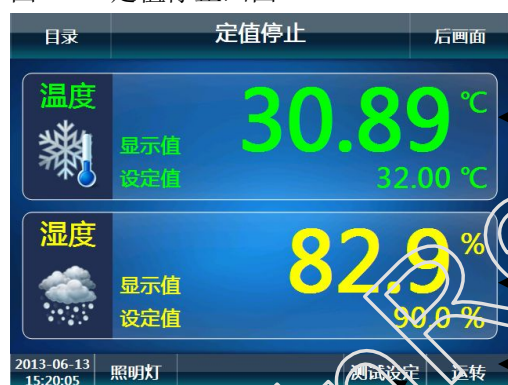 目录 定值停止 后画面
温度 30.89 ℃
显示值
设定值 32.00 ℃
湿度 82.9 %
显示值
设定值 90.0 %
2013-06-13
15:20:05 照明灯 测试设定 运转